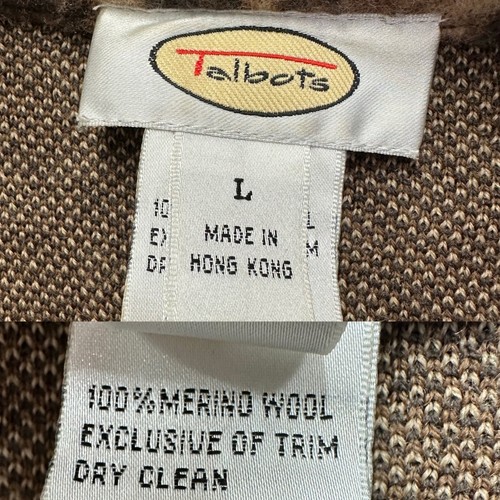 Talbots
L
MADE IN
HONG KONG
100% MERINO WOOL
EXCLUSIVE OF TRIM
DRY CLEAN